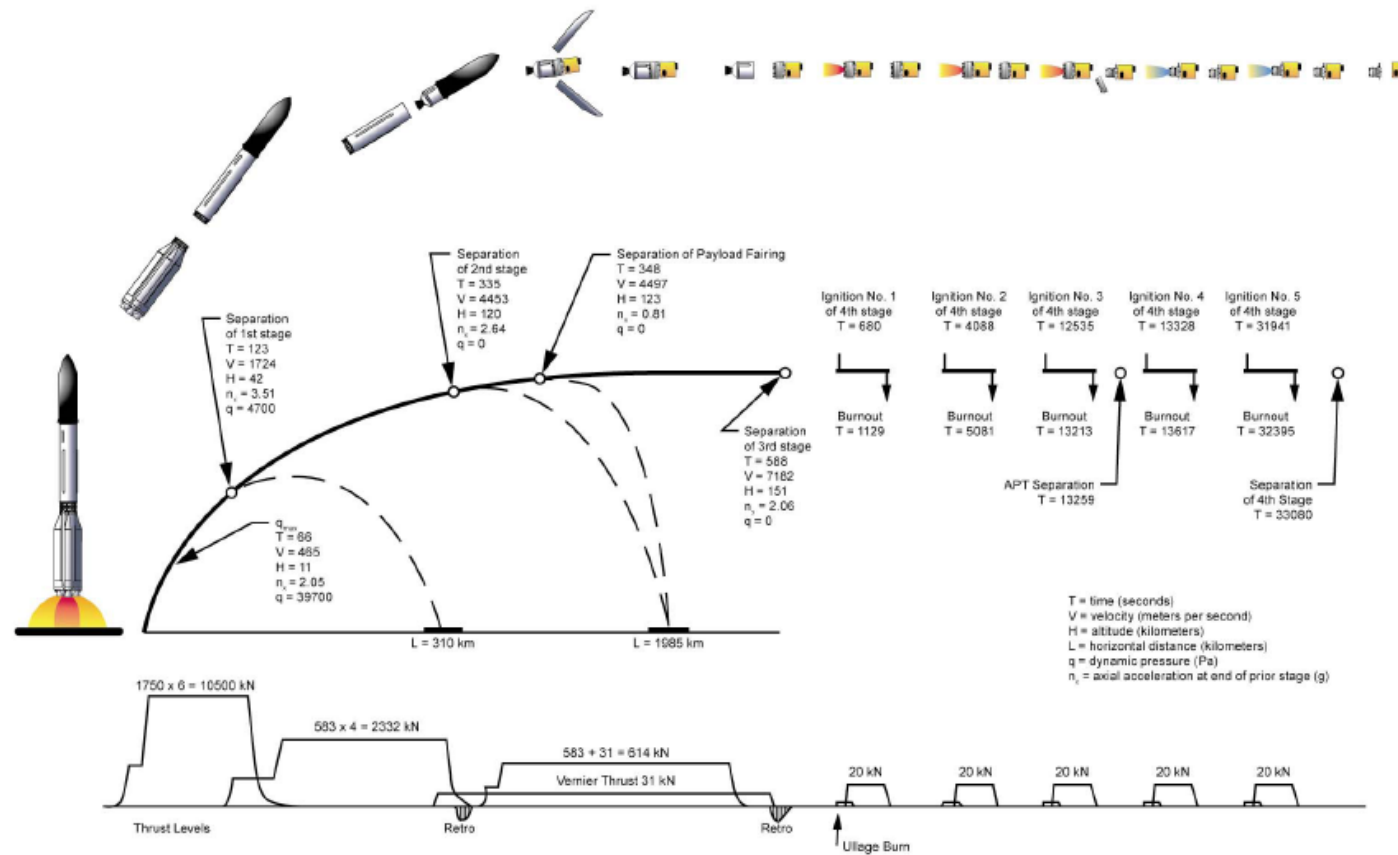 Separation
of 1st stage
T = 123
V = 1724
H = 42
nx = 3.51
q = 4700
Separation
of 2nd stage
T = 335
V = 4453
H = 120
nx = 2.64
q = 0
Separation of Payload Fairing
T = 348
V = 4497
H = 123
nx = 0.81
q = 0
qmax
T = 66
V = 465
H = 11
nx = 2.05
q = 39700
Separation
of 3rd stage
T = 588
V = 7182
H = 151
nx = 2.06
q = 0
Ignition No. 1
of 4th stage
T = 680
Ignition No. 2
of 4th stage
T = 4088
Ignition No. 3
of 4th stage
T = 12535
Ignition No. 4
of 4th stage
T = 13328
Ignition No. 5
of 4th stage
T = 31941
Burnout
T = 1129
Burnout
T = 5081
Burnout
T = 13213
Burnout
T = 13617
Burnout
T = 32395
APT Separation
T = 13259
Separation
of 4th Stage
T = 33080
L = 310 km
L = 1985 km
T = time (seconds)
V = velocity (meters per second)
H = altitude (kilometers)
L = horizontal distance (kilometers)
q = dynamic pressure (Pa)
nx = axial acceleration at end of prior stage (g)
1750 x 6 = 10500 kN
583 x 4 = 2332 kN
583 + 31 = 614 kN
Vernier Thrust 31 kN
20 kN
20 kN
20 kN
20 kN
20 kN
Thrust Levels
Retro
Retro
Ullage Burn